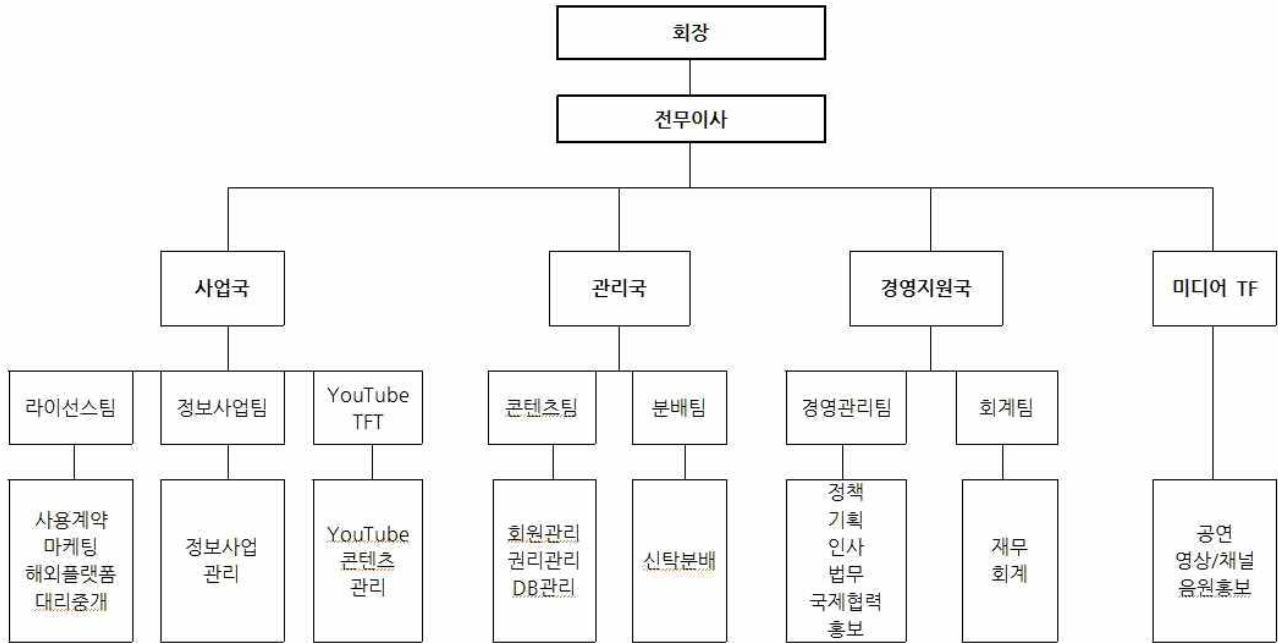 회장
전무이사
사업국
관리국
경영지원국
미디어 TF
라이선스팀
정보사업팀
YouTube
TFT
콘텐츠팀
분배팀
경영관리팀
회계팀
사용계약
마케팅
해외플랫폼
대리중개
정보사업
관리
YouTube
콘텐츠
관리
회원관리
권리관리
DB관리
신탁분배
정책
기획
인사
법무
국제협력
홍보
재무
회계
공연
영상/채널
음원홍보